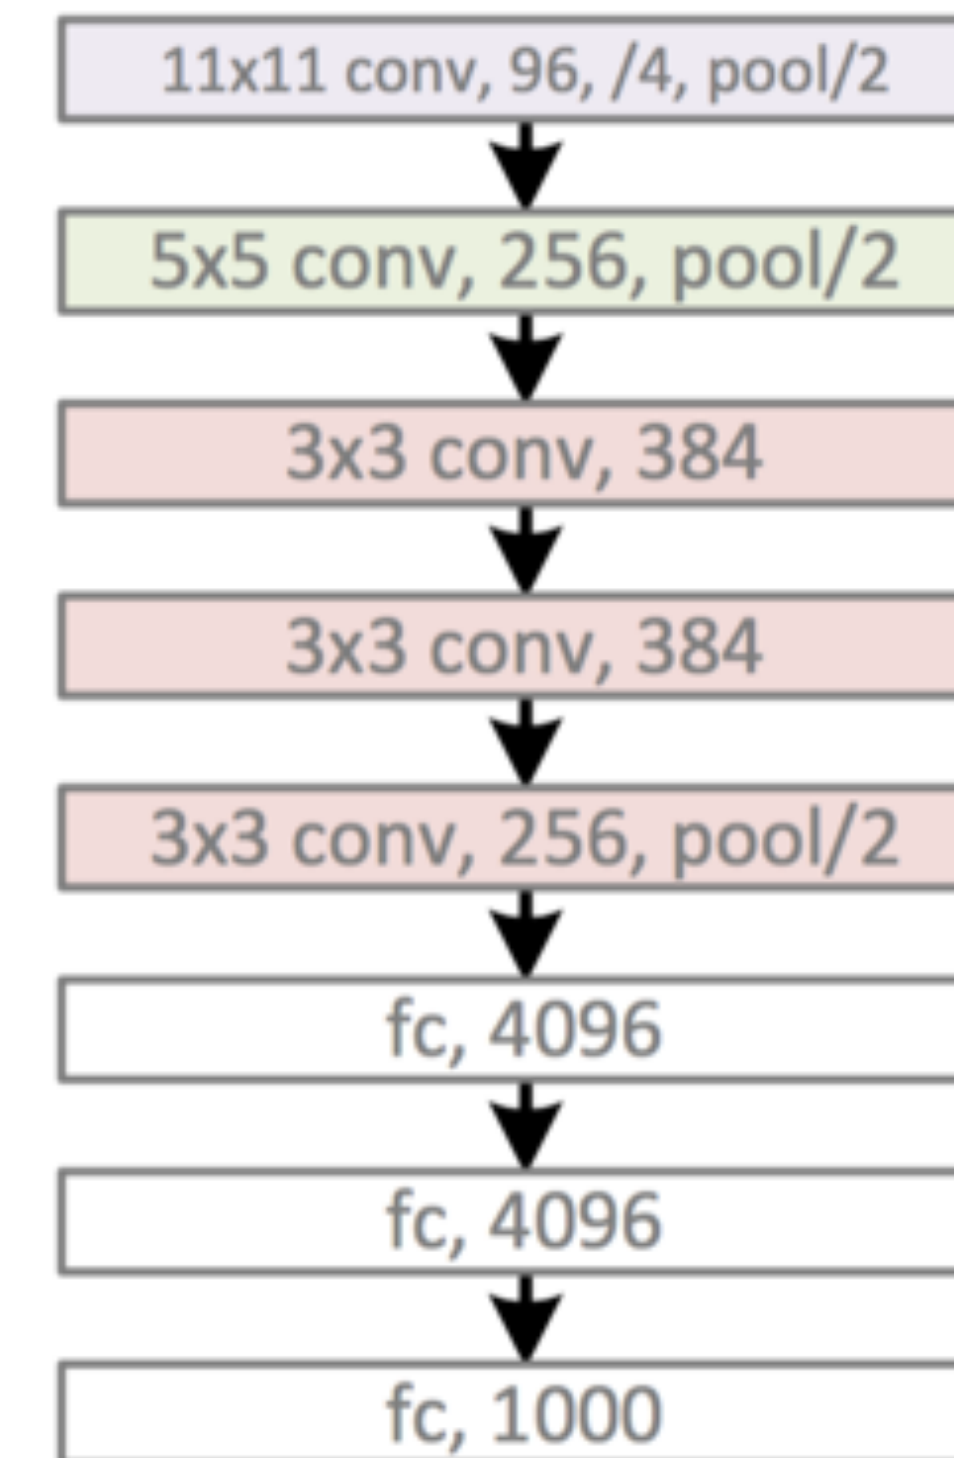 11x11 conv, 96, /4, pool/2
5x5 conv, 256, pool/2
3x3 conv, 384
3x3 conv, 384
3x3 conv, 256, pool/2
fc, 4096
fc, 4096
fc, 1000